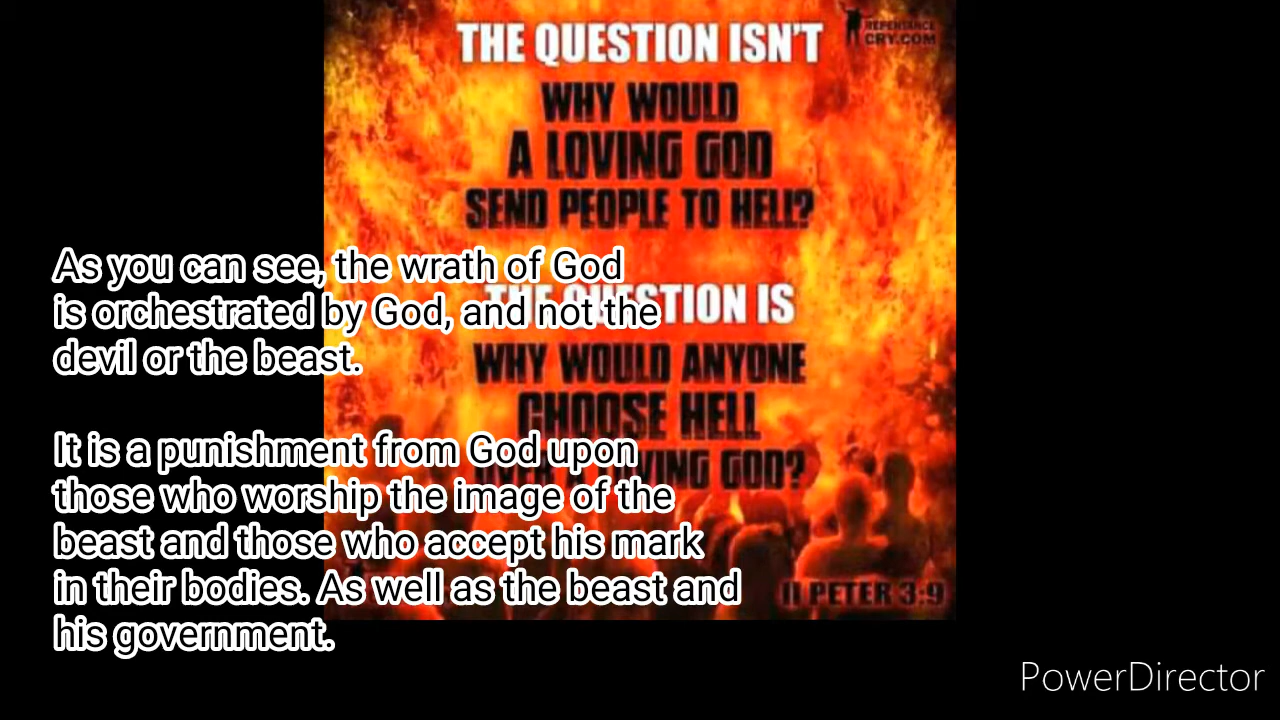 THE QUESTION ISN'T
REPENTANCE
CRY.COM
WHY WOULD
A LOVING GOD
SEND PEOPLE TO HELL?
As you can see, the wrath of God
is orchestrated by God, and not the
devil or the beast.
THE QUESTION IS
WHY WOULD ANYONE
CHOOSE HELL
OVER A LOVING GOD?
It is a punishment from God upon
those who worship the image of the
beast and those who accept his mark
in their bodies. As well as the beast and
his government.
II PETER 3:9
PowerDirector